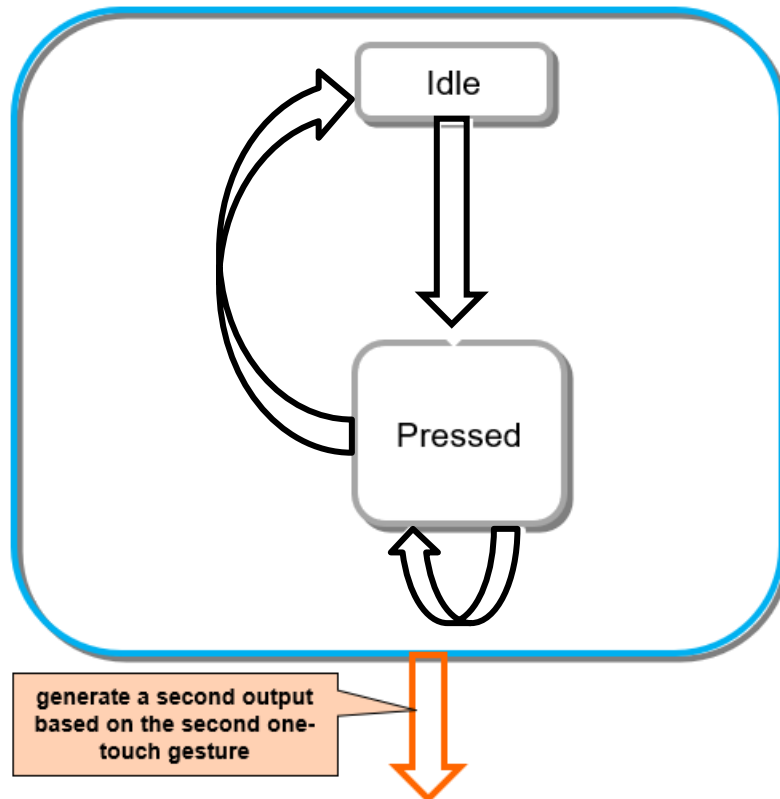 Idle
Pressed
generate a second output
based on the second one-
touch gesture